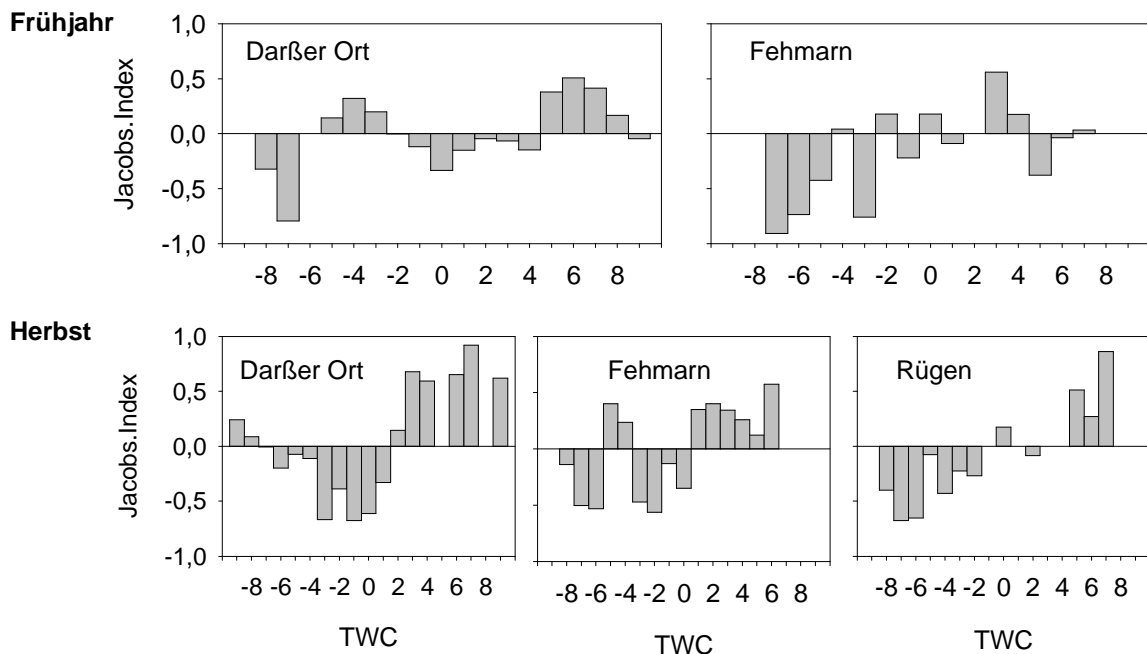 Frühjahr
Darßer Ort
Fehmarn
Jacobs.Index
1,0
0,5
0,0
-0,5
-1,0
-8 -6 -4 -2 0 2 4 6 8
-8 -6 -4 -2 0 2 4 6 8
Herbst
Darßer Ort
Fehmarn
Rügen
Jacobs.Index
1,0
0,5
0,0
-0,5
-1,0
-8 -6 -4 -2 0 2 4 6 8
-8 -6 -4 -2 0 2 4 6 8
-8 -6 -4 -2 0 2 4 6 8
TWC
TWC
TWC